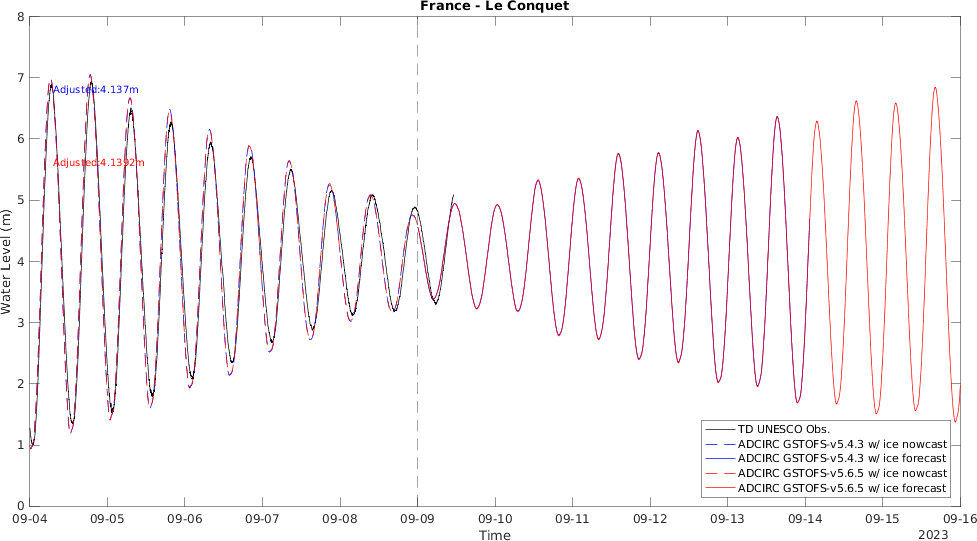 France - Le Conquet
8
7
6
5
4
3
2
1
0
Water Level (m)
Adjusted:4.137m
Adjusted:4.1392m
TD UNESCO Obs.
ADCIRC GSTOFS-v5.4.3 w/ ice nowcast
ADCIRC GSTOFS-v5.4.3 w/ ice forecast
ADCIRC GSTOFS-v5.6.5 w/ ice nowcast
ADCIRC GSTOFS-v5.6.5 w/ ice forecast
09-04 09-05 09-06 09-07 09-08 09-09 09-10 09-11 09-12 09-13 09-14 09-15 09-16
Time
2023